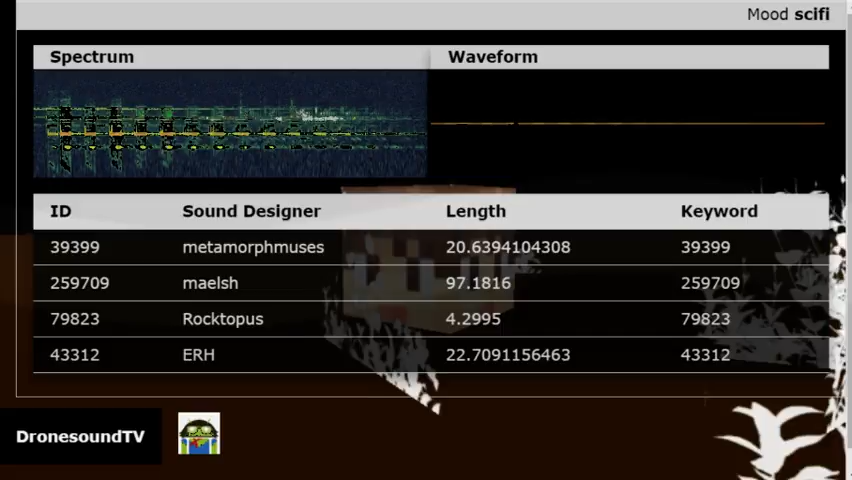 Mood scifi
Spectrum Waveform
ID Sound Designer Length Keyword
39399 metamorphmuses 20.6394104308 39399
259709 maelsh 97.1816 259709
79823 Rocktopus 4.2995 79823
43312 ERH 22.7091156463 43312
DronesoundTV